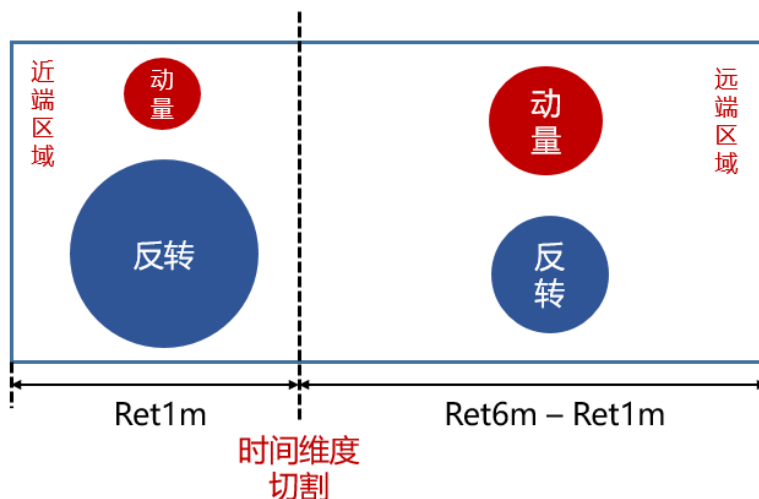 近端区域
动量
反转
动量
反转
远端区域
Ret1m
Ret6m – Ret1m
时间维度
切割